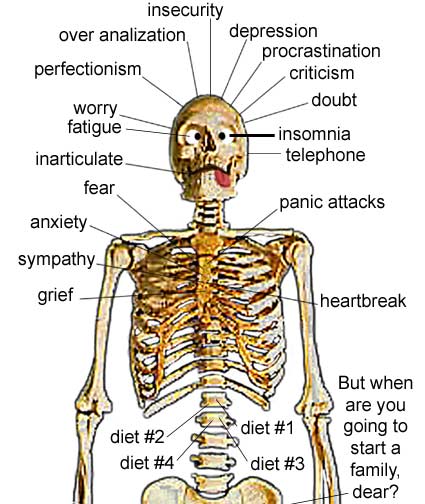 insecurity
over analization
depression
procrastination
perfectionism
criticism
doubt
worry
fatigue
insomnia
inarticulate
telephone
fear
panic attacks
anxiety
sympathy
grief
heartbreak
diet #2
diet #1
diet #4
diet #3
But when
are you
going to
start a
family,
dear?